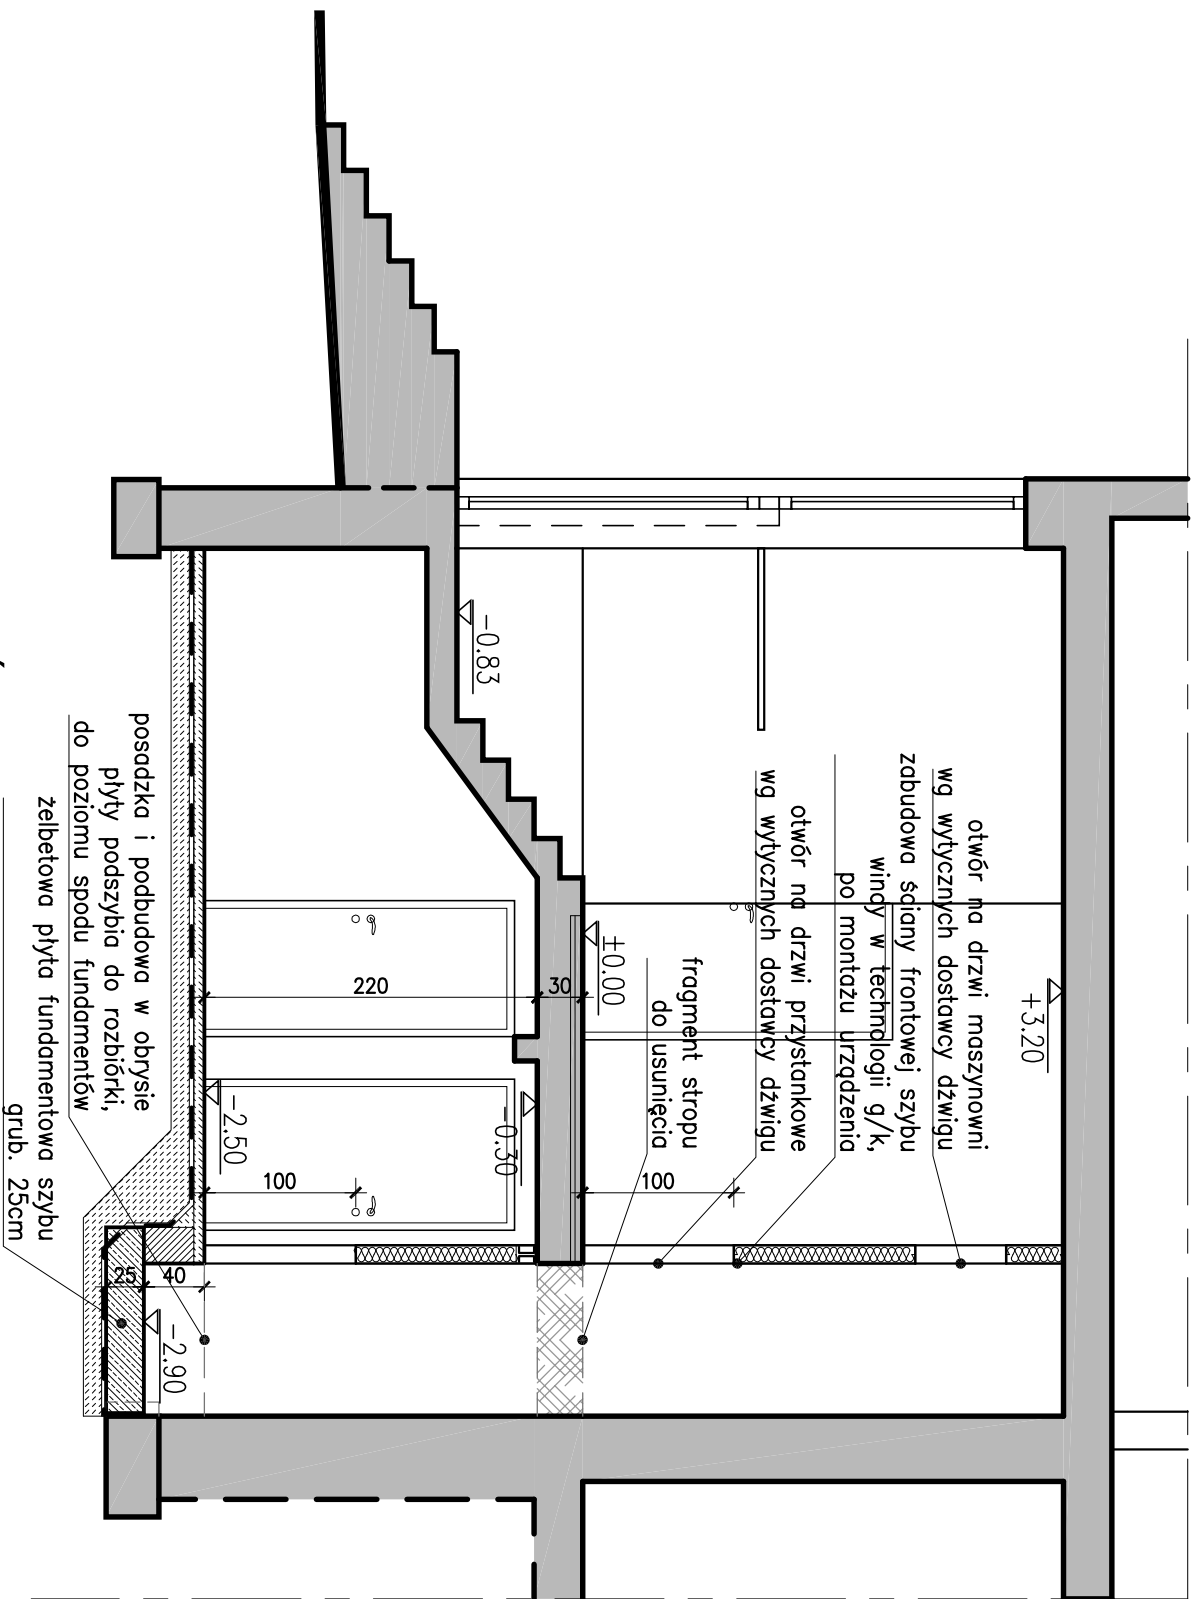 +3.20
otwór na drzwi maszynowni
wg wytycznych dostawcy dźwigu
zabudowa ściany frontowej szybu
windy w technologii g/k,
po montażu urządzenia
otwór na drzwi przystankowe
wg wytycznych dostawcy dźwigu
fragment stropu
do usunięcia
±0.00
100
30
-0.83
-0.30
220
-2.50
100
-2.90
40
25
posadzka i podbudowa w obrysie
płyty podszybia do rozbiórki,
do poziomu spodu fundamentów
żelbetowa płyta fundamentowa szybu
grub. 25cm